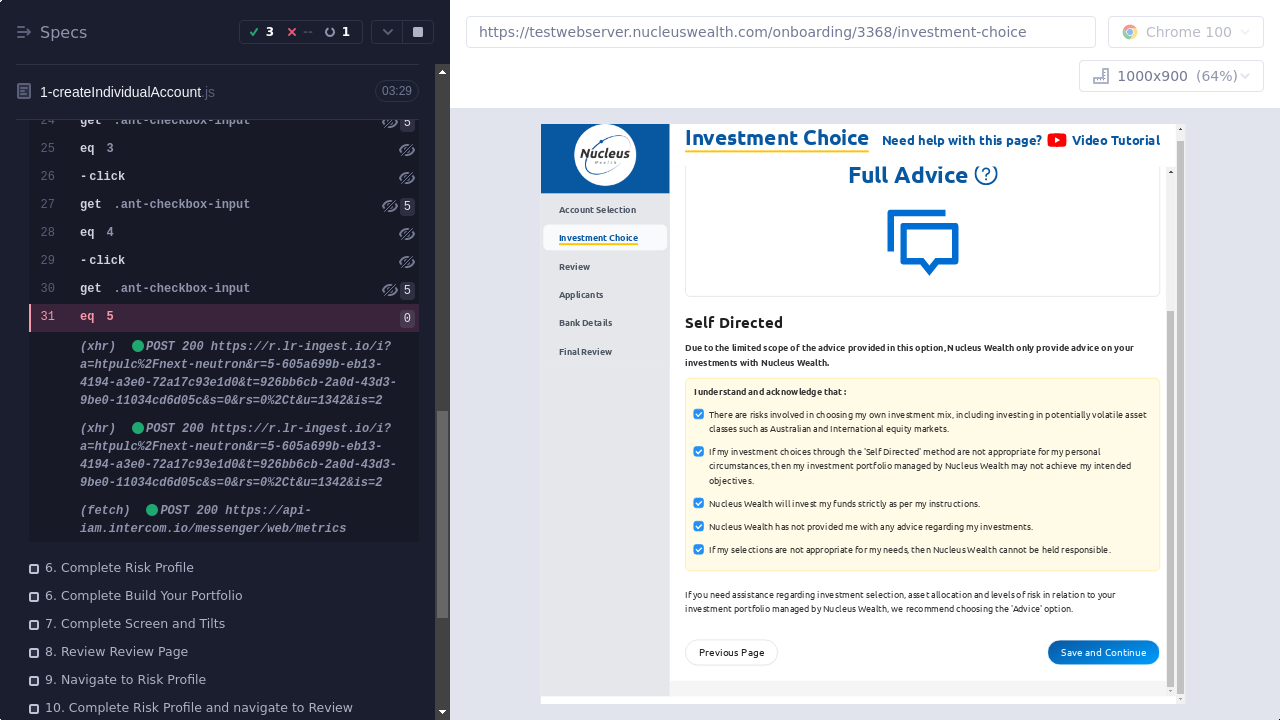 Specs
3
--
1
https://testwebserver.nucleuswealth.com/onboarding/3368/investment-choice
Chrome 100
1000x900 (64%)
1-createIndividualAccount.js
03:29
24 get .ant-checkbox-input 5
25 eq 3
26 -click
27 get .ant-checkbox-input 5
28 eq 4
29 -click
30 get .ant-checkbox-input 5
31 eq 5 0
(xhr) POST 200 https://r.lr-ingest.io/i?
a=htpulc%2Fnext-neutron&r=5-605a699b-eb13-
4194-a3e0-72a17c93e1d0&t=926bb6cb-2a0d-43d3-
9be0-11034cd6d05c&s=0&rs=0%2Ct&u=1342&is=2
(xhr) POST 200 https://r.lr-ingest.io/i?
a=htpulc%2Fnext-neutron&r=5-605a699b-eb13-
4194-a3e0-72a17c93e1d0&t=926bb6cb-2a0d-43d3-
9be0-11034cd6d05c&s=0&rs=0%2Ct&u=1342&is=2
(fetch) POST 200 https://api-
iam.intercom.io/messenger/web/metrics
6. Complete Risk Profile
6. Complete Build Your Portfolio
7. Complete Screen and Tilts
8. Review Review Page
9. Navigate to Risk Profile
10. Complete Risk Profile and navigate to Review
Nucleus
Wealth
Account Selection
Investment Choice
Review
Applicants
Bank Details
Final Review
Investment Choice
Need help with this page? Video Tutorial
Full Advice
Self Directed
Due to the limited scope of the advice provided in this option, Nucleus Wealth only provide advice on your
investments with Nucleus Wealth.
I understand and acknowledge that :
There are risks involved in choosing my own investment mix, including investing in potentially volatile asset
classes such as Australian and International equity markets.
If my investment choices through the 'Self Directed' method are not appropriate for my personal
circumstances, then my investment portfolio managed by Nucleus Wealth may not achieve my intended
objectives.
Nucleus Wealth will invest my funds strictly as per my instructions.
Nucleus Wealth has not provided me with any advice regarding my investments.
If my selections are not appropriate for my needs, then Nucleus Wealth cannot be held responsible.
If you need assistance regarding investment selection, asset allocation and levels of risk in relation to your
investment portfolio managed by Nucleus Wealth, we recommend choosing the 'Advice' option.
Previous Page
Save and Continue